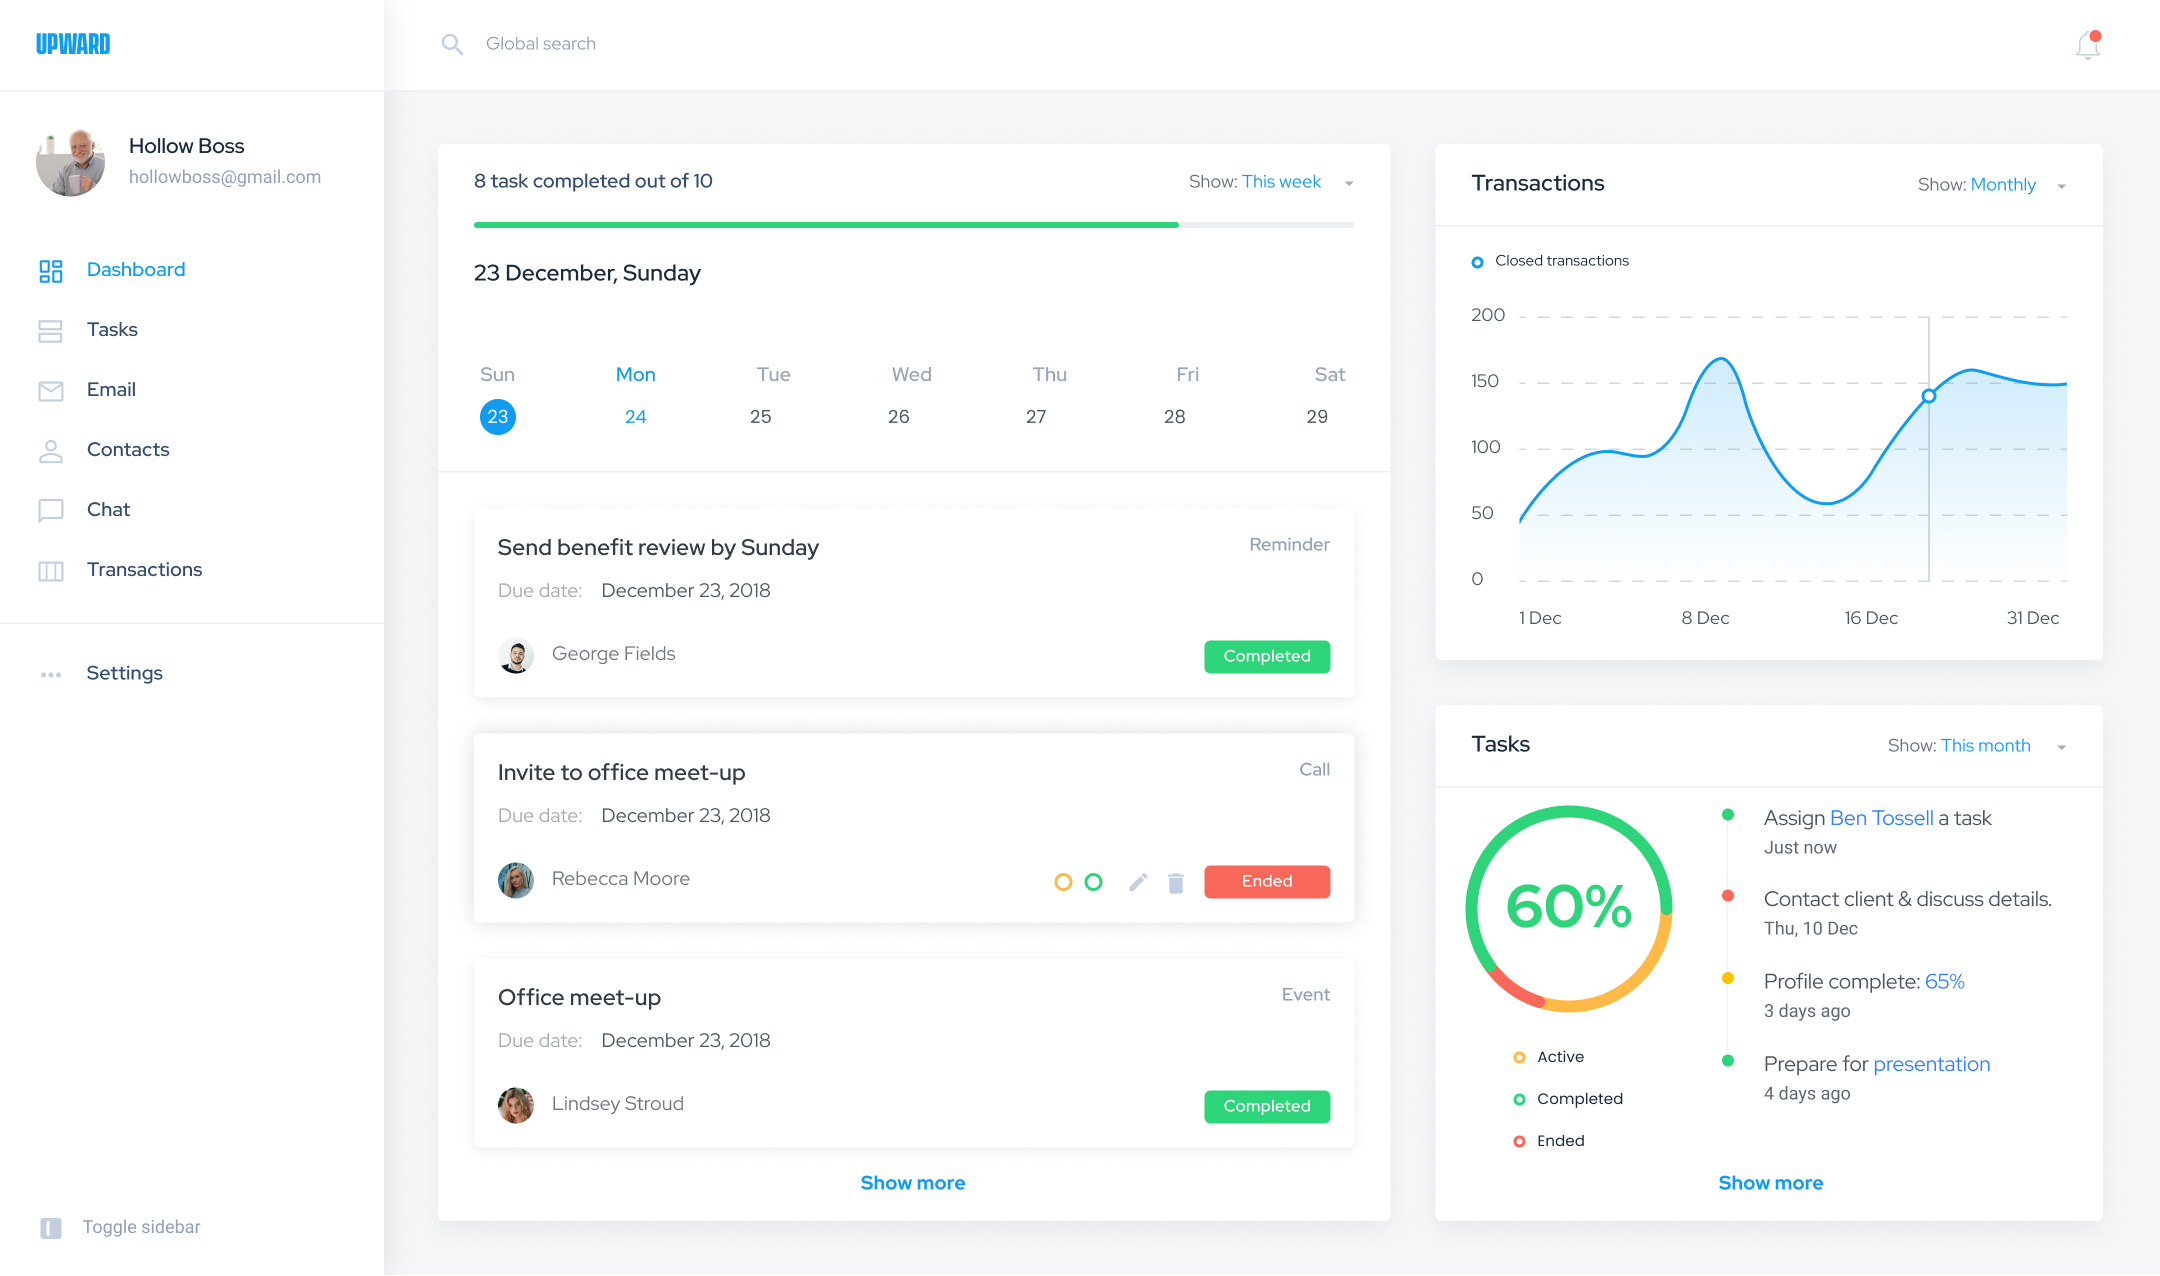 UPWARD
Global search
Hollow Boss
hollowboss@gmail.com
Dashboard
Tasks
Email
Contacts
Chat
Transactions
Settings
Toggle sidebar
8 task completed out of 10
Show: This week
23 December, Sunday
Sun Mon Tue Wed Thu Fri Sat
23 24 25 26 27 28 29
Send benefit review by Sunday
Reminder
Due date: December 23, 2018
George Fields
Completed
Invite to office meet-up
Call
Due date: December 23, 2018
Rebecca Moore
Ended
Office meet-up
Event
Due date: December 23, 2018
Lindsey Stroud
Completed
Show more
Transactions
Show: Monthly
Closed transactions
200
150
100
50
0
1 Dec 8 Dec 16 Dec 31 Dec
Tasks
Show: This month
60%
Active
Completed
Ended
Assign Ben Tossell a task
Just now
Contact client & discuss details.
Thu, 10 Dec
Profile complete: 65%
3 days ago
Prepare for presentation
4 days ago
Show more